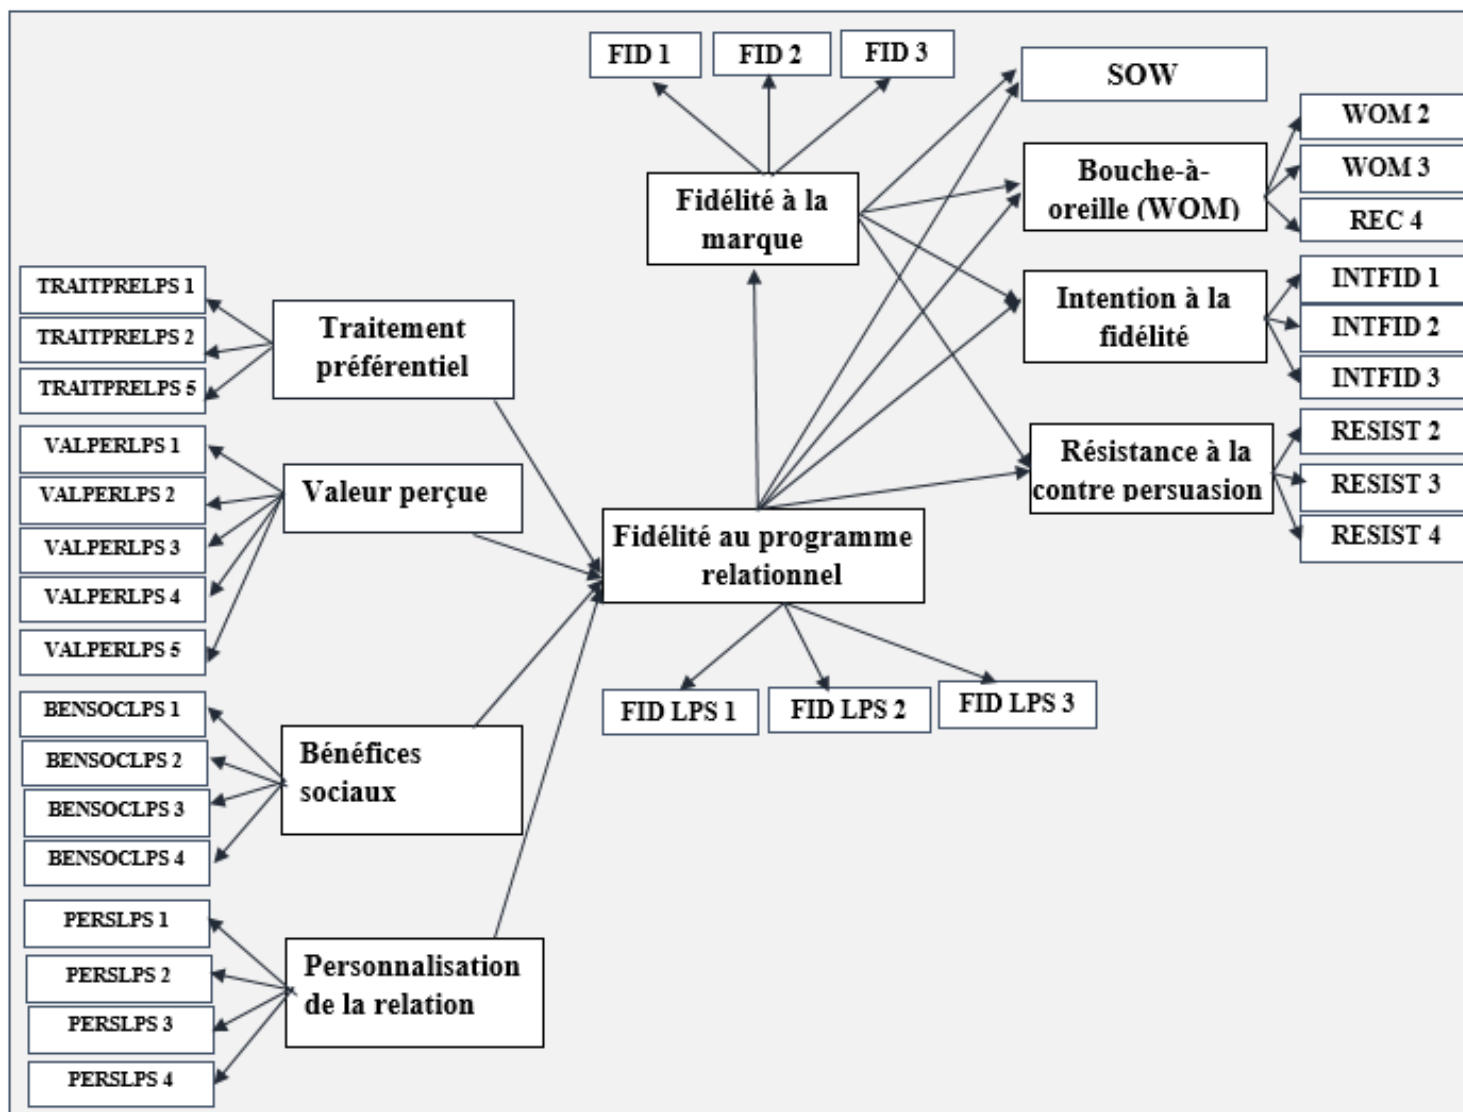 FID 1
FID 2
FID 3
SOW
WOM 2
Bouche-à-
oreille (WOM)
WOM 3
REC 4
Fidélité à la
marque
TRAITPRELPS 1
TRAITPRELPS 2
TRAITPRELPS 5
Traitement
préférentiel
Intention à la
fidélité
INTFID 1
INTFID 2
INTFID 3
VALPERLPS 1
VALPERLPS 2
VALPERLPS 3
VALPERLPS 4
VALPERLPS 5
Valeur perçue
Résistance à la
contre persuasion
RESIST 2
RESIST 3
RESIST 4
Fidélité au programme
relationnel
FID LPS 1
FID LPS 2
FID LPS 3
BENSOCLPS 1
BENSOCLPS 2
BENSOCLPS 3
BENSOCLPS 4
Bénéfices
sociaux
PERSLPS 1
PERSLPS 2
PERSLPS 3
PERSLPS 4
Personnalisation
de la relation